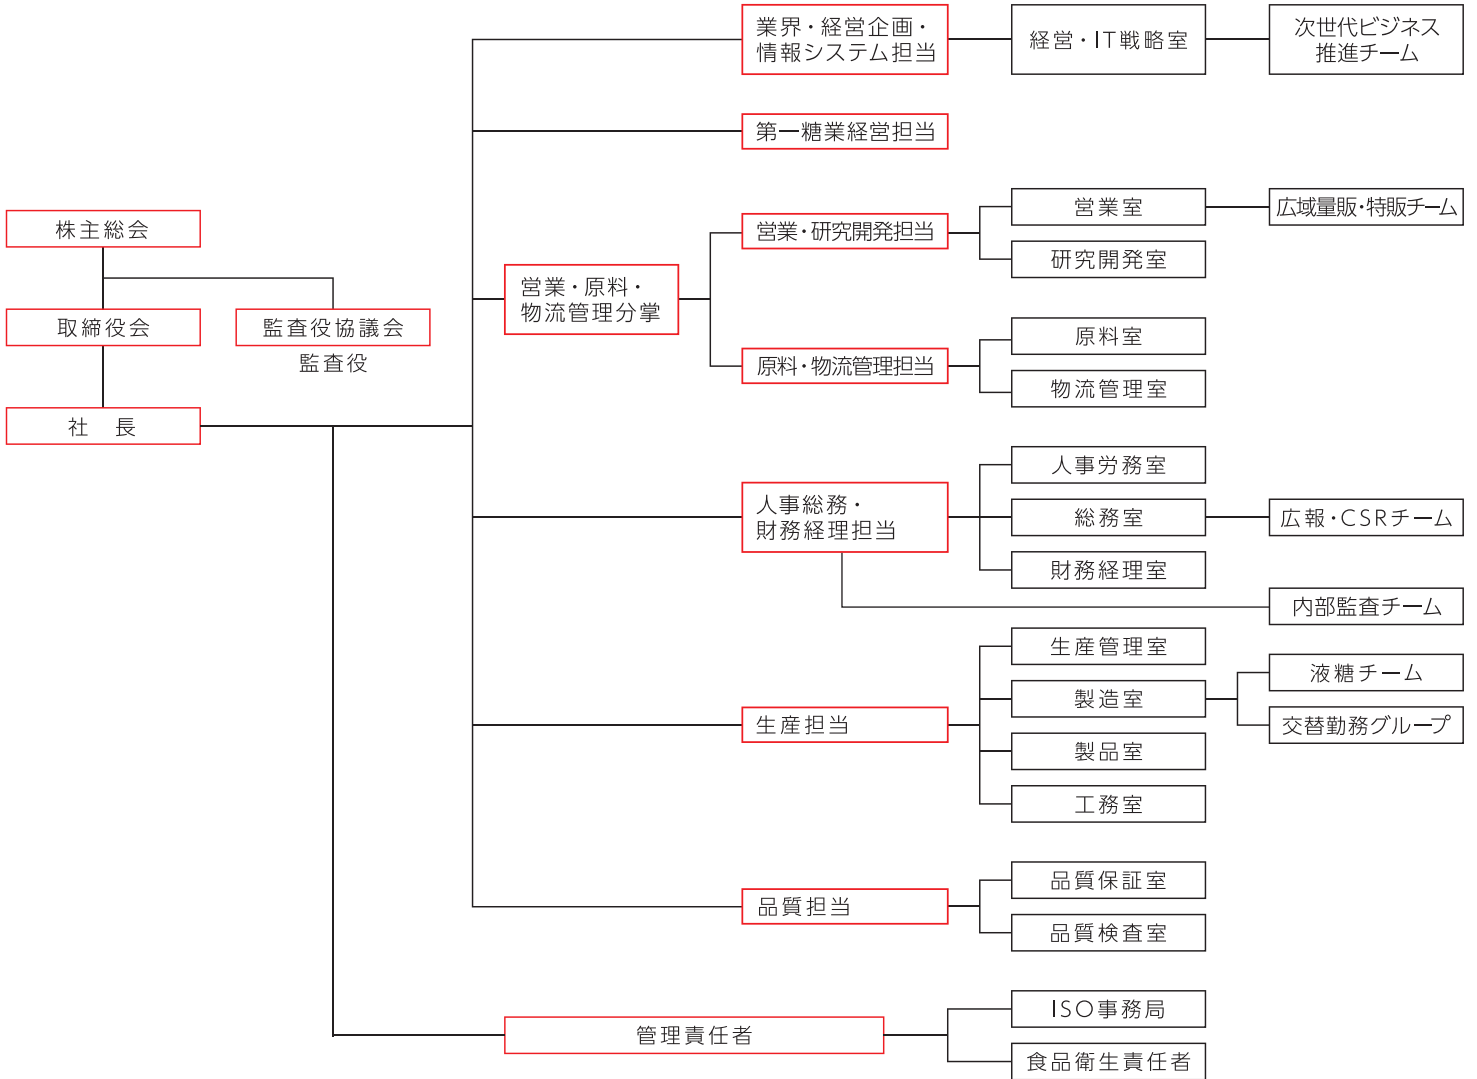 株主総会
取締役会
監査役協議会
監査役
社　長
業界・経営企画・
情報システム担当
経営・IT戦略室
次世代ビジネス
推進チーム
第一糖業経営担当
営業・原料・
物流管理分掌
営業・研究開発担当
営業室
広域量販・特販チーム
研究開発室
原料・物流管理担当
原料室
物流管理室
人事総務・
財務経理担当
人事労務室
総務室
広報・CSRチーム
財務経理室
内部監査チーム
生産担当
生産管理室
製造室
液糖チーム
交替勤務グループ
製品室
工務室
品質担当
品質保証室
品質検査室
管理責任者
ISO事務局
食品衛生責任者